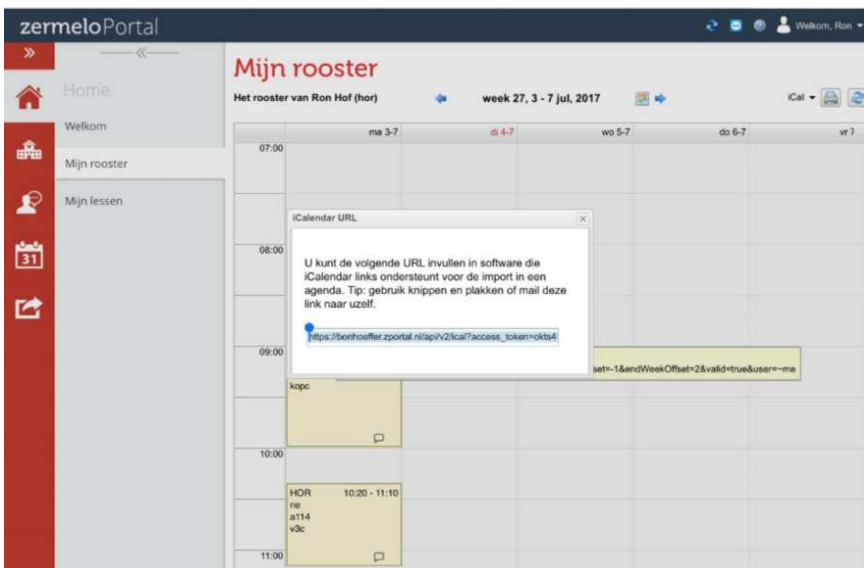 zermeloPortal
Welkom, Ron
Home
Welkom
Mijn rooster
Mijn lessen
31
Mijn rooster
Het rooster van Ron Hof (hor)
week 27, 3 - 7 jul, 2017
iCal
ma 3-7
di 4-7
wo 5-7
do 6-7
vr 7
07:00
08:00
09:00
10:00
11:00
iCalendar URL
U kunt de volgende URL invullen in software die
iCalendar links ondersteunt voor de import in een
agenda. Tip: gebruik knippen en plakken of mail deze
link naar uzelf.
https://bonhoeffer.zportal.nl/api/v2/ical?access_token=okts4
set=-1&endWeekOffset=2&valid=true&user=~me
kopc
HOR 10:20 - 11:10
ne
a114
v3c